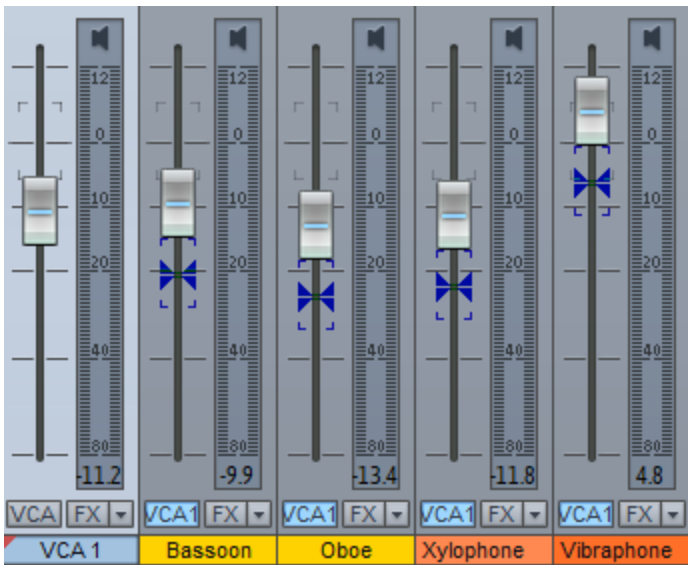 12 12 12 12 12
0 0 0 0 0
10 10 10 10 10
20 20 20 20 20
40 40 40 40 40
80 80 80 80 80
-11.2 -9.9 -13.4 -11.8 4.8
VCA FX VCA1 FX VCA1 FX VCA1 FX VCA1 FX
VCA 1 Bassoon Oboe Xylophone Vibraphone